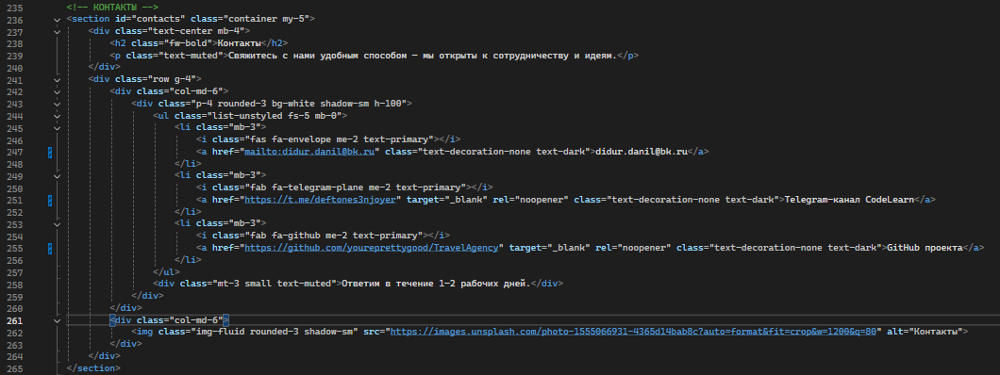 235 <!-- КОНТАКТЫ -->
236 <section id="contacts" class="container my-5">
237 <div class="text-center mb-4">
238 <h2 class="fw-bold">Контакты</h2>
239 <p class="text-muted">Свяжитесь с нами удобным способом — мы открыты к сотрудничеству и идеям.</p>
240 </div>
241 <div class="row g-4">
242 <div class="col-md-6">
243 <div class="p-4 rounded-3 bg-white shadow-sm h-100">
244 <ul class="list-unstyled fs-5 mb-0">
245 <li class="mb-3">
246 <i class="fas fa-envelope me-2 text-primary"></i>
247 <a href="mailto:didur.danil@bk.ru" class="text-decoration-none text-dark">didur.danil@bk.ru</a>
248 </li>
249 <li class="mb-3">
250 <i class="fab fa-telegram-plane me-2 text-primary"></i>
251 <a href="https://t.me/deftones3njoyer" target="_blank" rel="noopener" class="text-decoration-none text-dark">Telegram-канал CodeLearn</a>
252 </li>
253 <li class="mb-3">
254 <i class="fab fa-github me-2 text-primary"></i>
255 <a href="https://github.com/youreprettygood/TravelAgency" target="_blank" rel="noopener" class="text-decoration-none text-dark">GitHub проекта</a>
256 </li>
257 </ul>
258 <div class="mt-3 small text-muted">Ответим в течение 1-2 рабочих дней.</div>
259 </div>
260 </div>
261 <div class="col-md-6">
262 <img class="img-fluid rounded-3 shadow-sm" src="https://images.unsplash.com/photo-1555066931-4365d14bab8c?auto=format&fit=crop&w=1200&q=80" alt="Контакты">
263 </div>
264 </div>
265 </section>